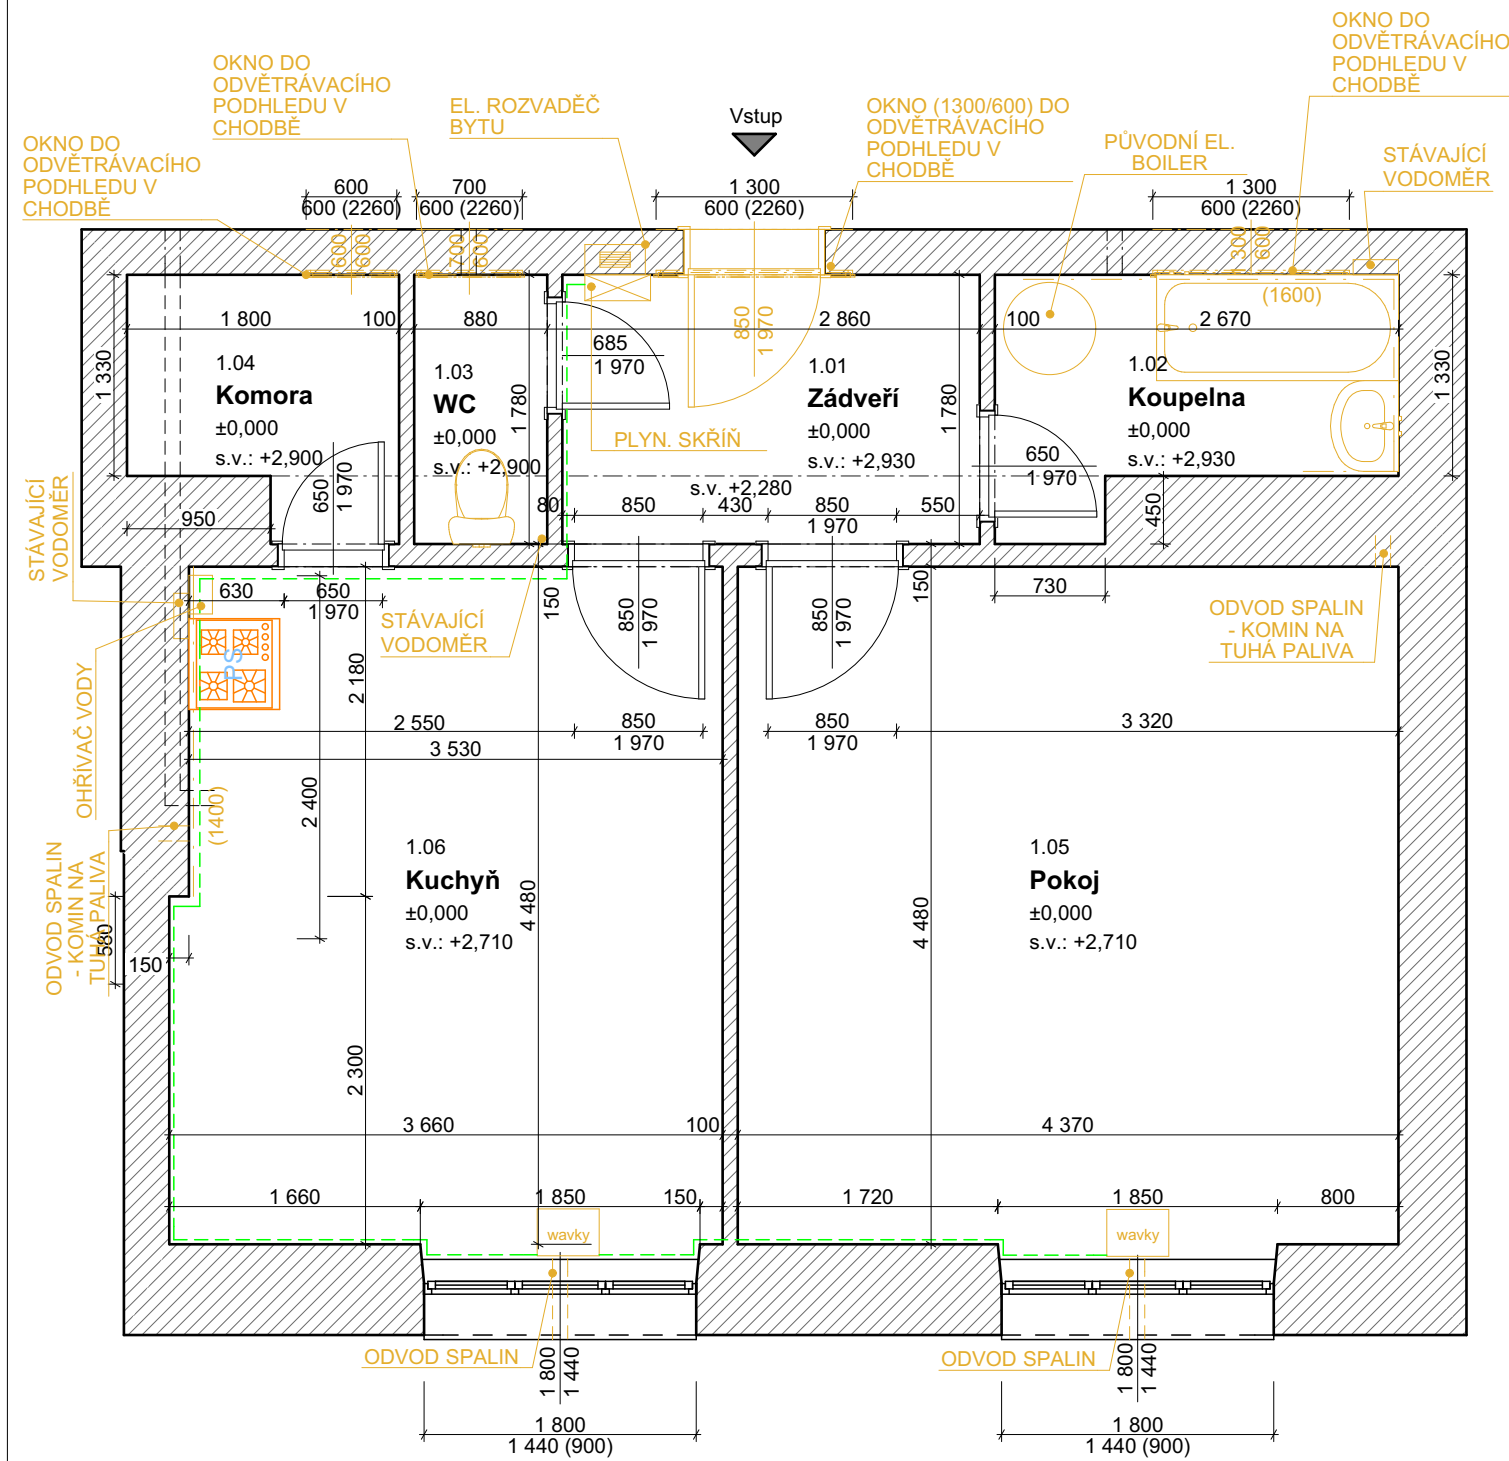 OKNO DO
ODVĚTRÁVACÍHO
PODHLEDU V
CHODBĚ
OKNO DO
ODVĚTRÁVACÍHO
PODHLEDU V
CHODBĚ
EL. ROZVADĚČ
BYTU
Vstup
OKNO (1300/600) DO
ODVĚTRÁVACÍHO
PODHLEDU V
CHODBĚ
PŮVODNÍ EL.
BOILER
OKNO DO
ODVĚTRÁVACÍHO
PODHLEDU V
CHODBĚ
STÁVAJÍCÍ
VODOMĚR
600
600 (2260)
700
600 (2260)
1 300
600 (2260)
1 300
600 (2260)
600
600
700
600
300
600
(1600)
1 800
100
880
2 860
100
2 670
685
1 970
850
1 970
1 330
1 780
1 780
1 330
1.04
Komora
±0,000
s.v.: +2,900
1.03
WC
±0,000
s.v.: +2,900
PLYN. SKŘÍŇ
1.01
Zádveří
±0,000
s.v.: +2,930
1.02
Koupelna
±0,000
s.v.: +2,930
650
1 970
650
1 970
s.v. +2,280
80
850
430
850
1 970
550
950
450
STÁVAJÍCÍ
VODOMĚR
630
650
1 970
150
850
1 970
850
1 970
150
730
STÁVAJÍCÍ
VODOMĚR
ODVOD SPALIN
- KOMIN NA
TUHÁ PALIVA
OHŘÍVAČ VODY
PS
2 180
2 550
850
1 970
3 530
850
1 970
3 320
2 400
(1400)
ODVOD SPALIN
- KOMIN NA
TUHÁ PALIVA
580
150
1.06
Kuchyň
±0,000
s.v.: +2,710
4 480
4 480
1.05
Pokoj
±0,000
s.v.: +2,710
2 300
3 660
100
4 370
1 660
1 850
150
1 720
1 850
800
wavky
wavky
ODVOD SPALIN
1 800
1 440
ODVOD SPALIN
1 800
1 440
1 800
1 440 (900)
1 800
1 440 (900)